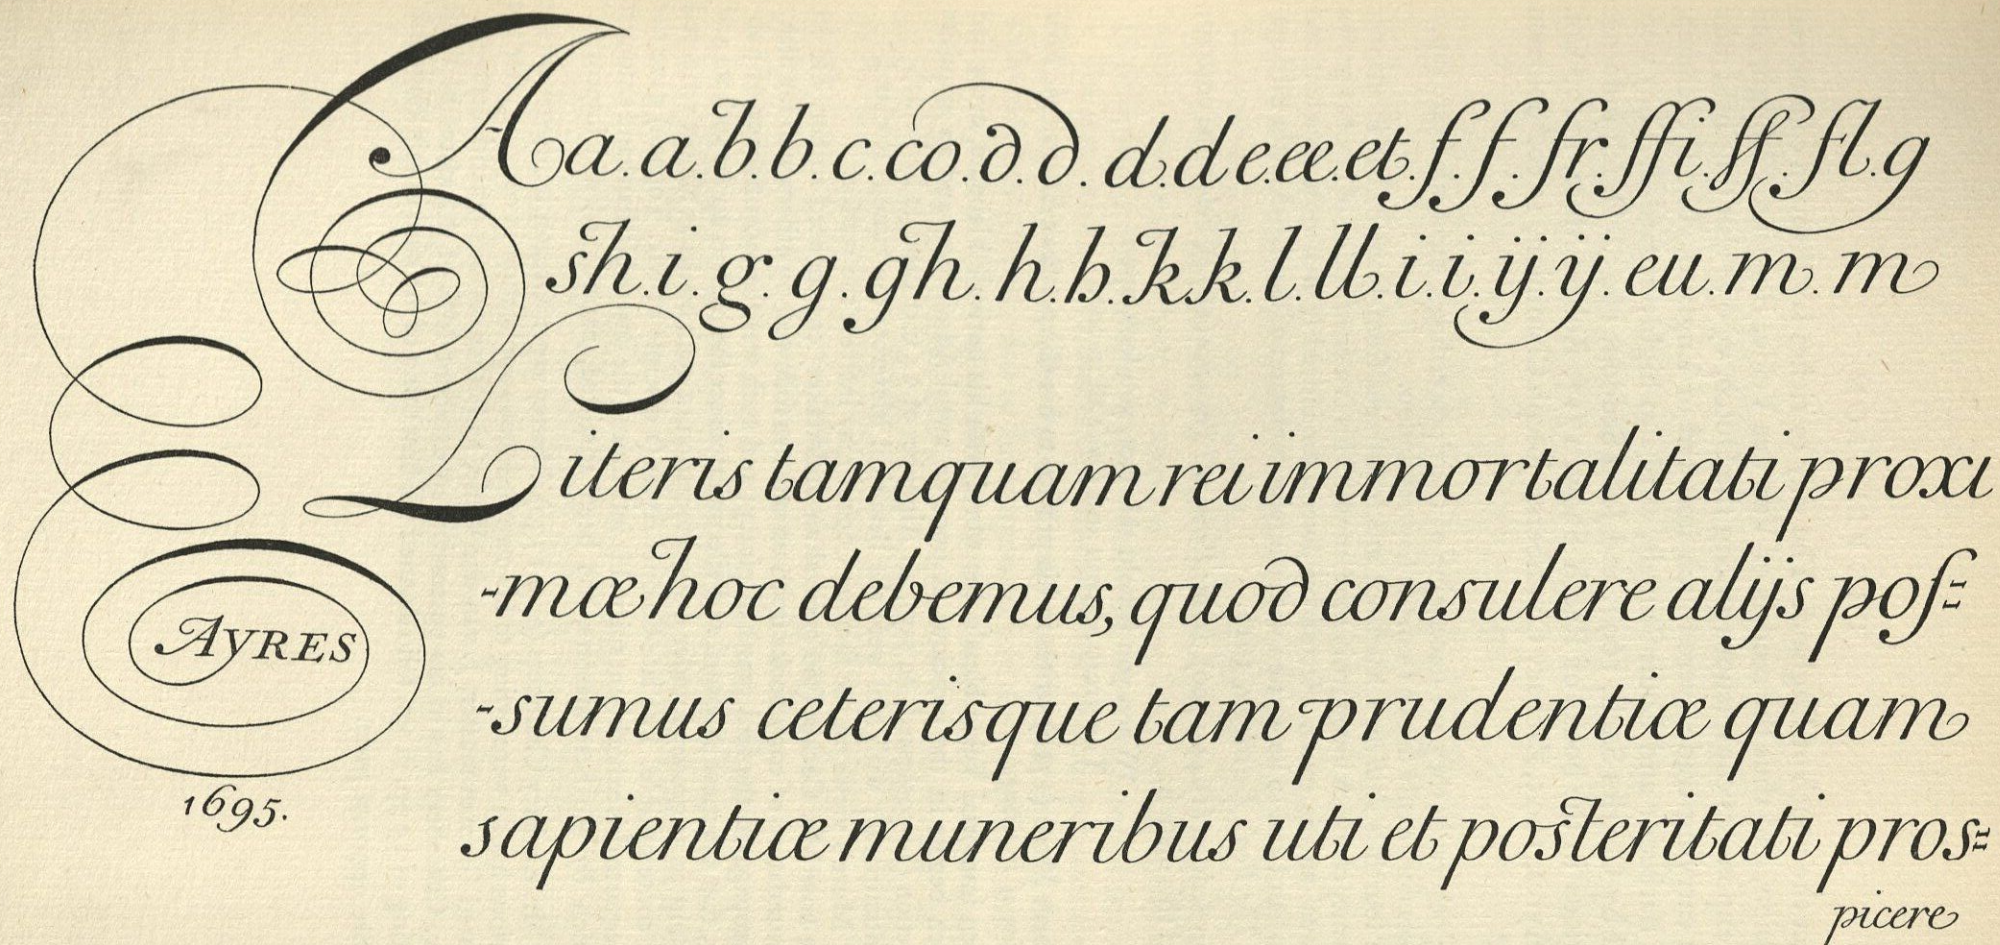 Aa.a.b.b.c.co.d.d.d.d.e.ee.et.f.f.fr.ffi.ff.fl.g
sh.i.g.g.gh.h.b.k.k.l.ll.i.i.ij.ij.eu.m.m
Literis tamquam rei immortalitati proxi
-mæ hoc debemus, quod consulere alijs pos=
-sumus ceterisque tam prudentiæ quam
sapientiæ muneribus uti et posteritati pros=
picere
AYRES
1695.